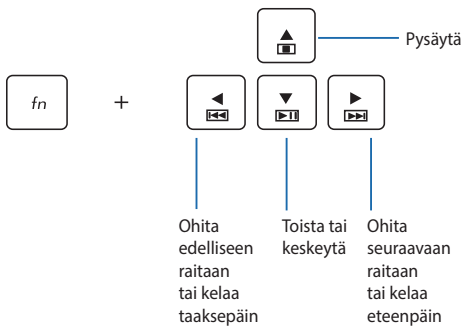 Pysäytä
fn
+
Ohita
edelliseen
raitaan
tai kelaa
taaksepäin
Toista tai
keskeytä
Ohita
seuraavaan
raitaan
tai kelaa
eteenpäin